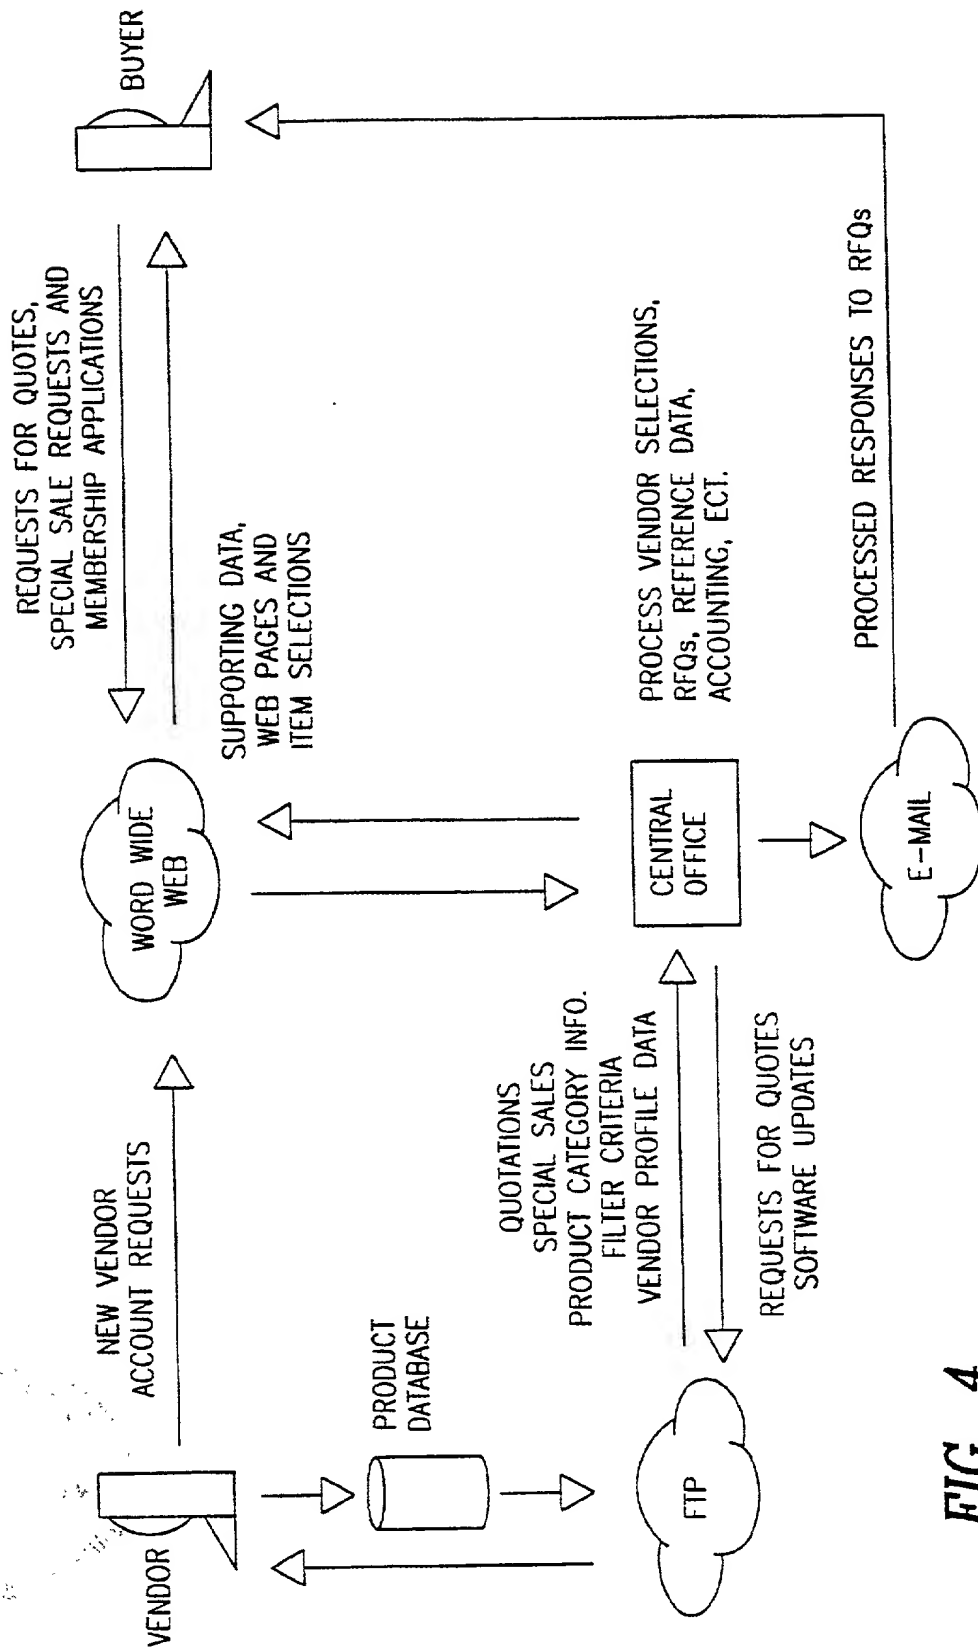 VENDOR
NEW VENDOR
ACCOUNT REQUESTS
WORD WIDE
WEB
REQUESTS FOR QUOTES,
SPECIAL SALE REQUESTS AND
MEMBERSHIP APPLICATIONS
BUYER
SUPPORTING DATA,
WEB PAGES AND
ITEM SELECTIONS
PRODUCT
DATABASE
QUOTATIONS
SPECIAL SALES
PRODUCT CATEGORY INFO.
FILTER CRITERIA
VENDOR PROFILE DATA
CENTRAL
OFFICE
PROCESS VENDOR SELECTIONS,
RFQs, REFERENCE DATA,
ACCOUNTING, ECT.
FTP
REQUESTS FOR QUOTES
SOFTWARE UPDATES
E-MAIL
PROCESSED RESPONSES TO RFQs
FIG. 4